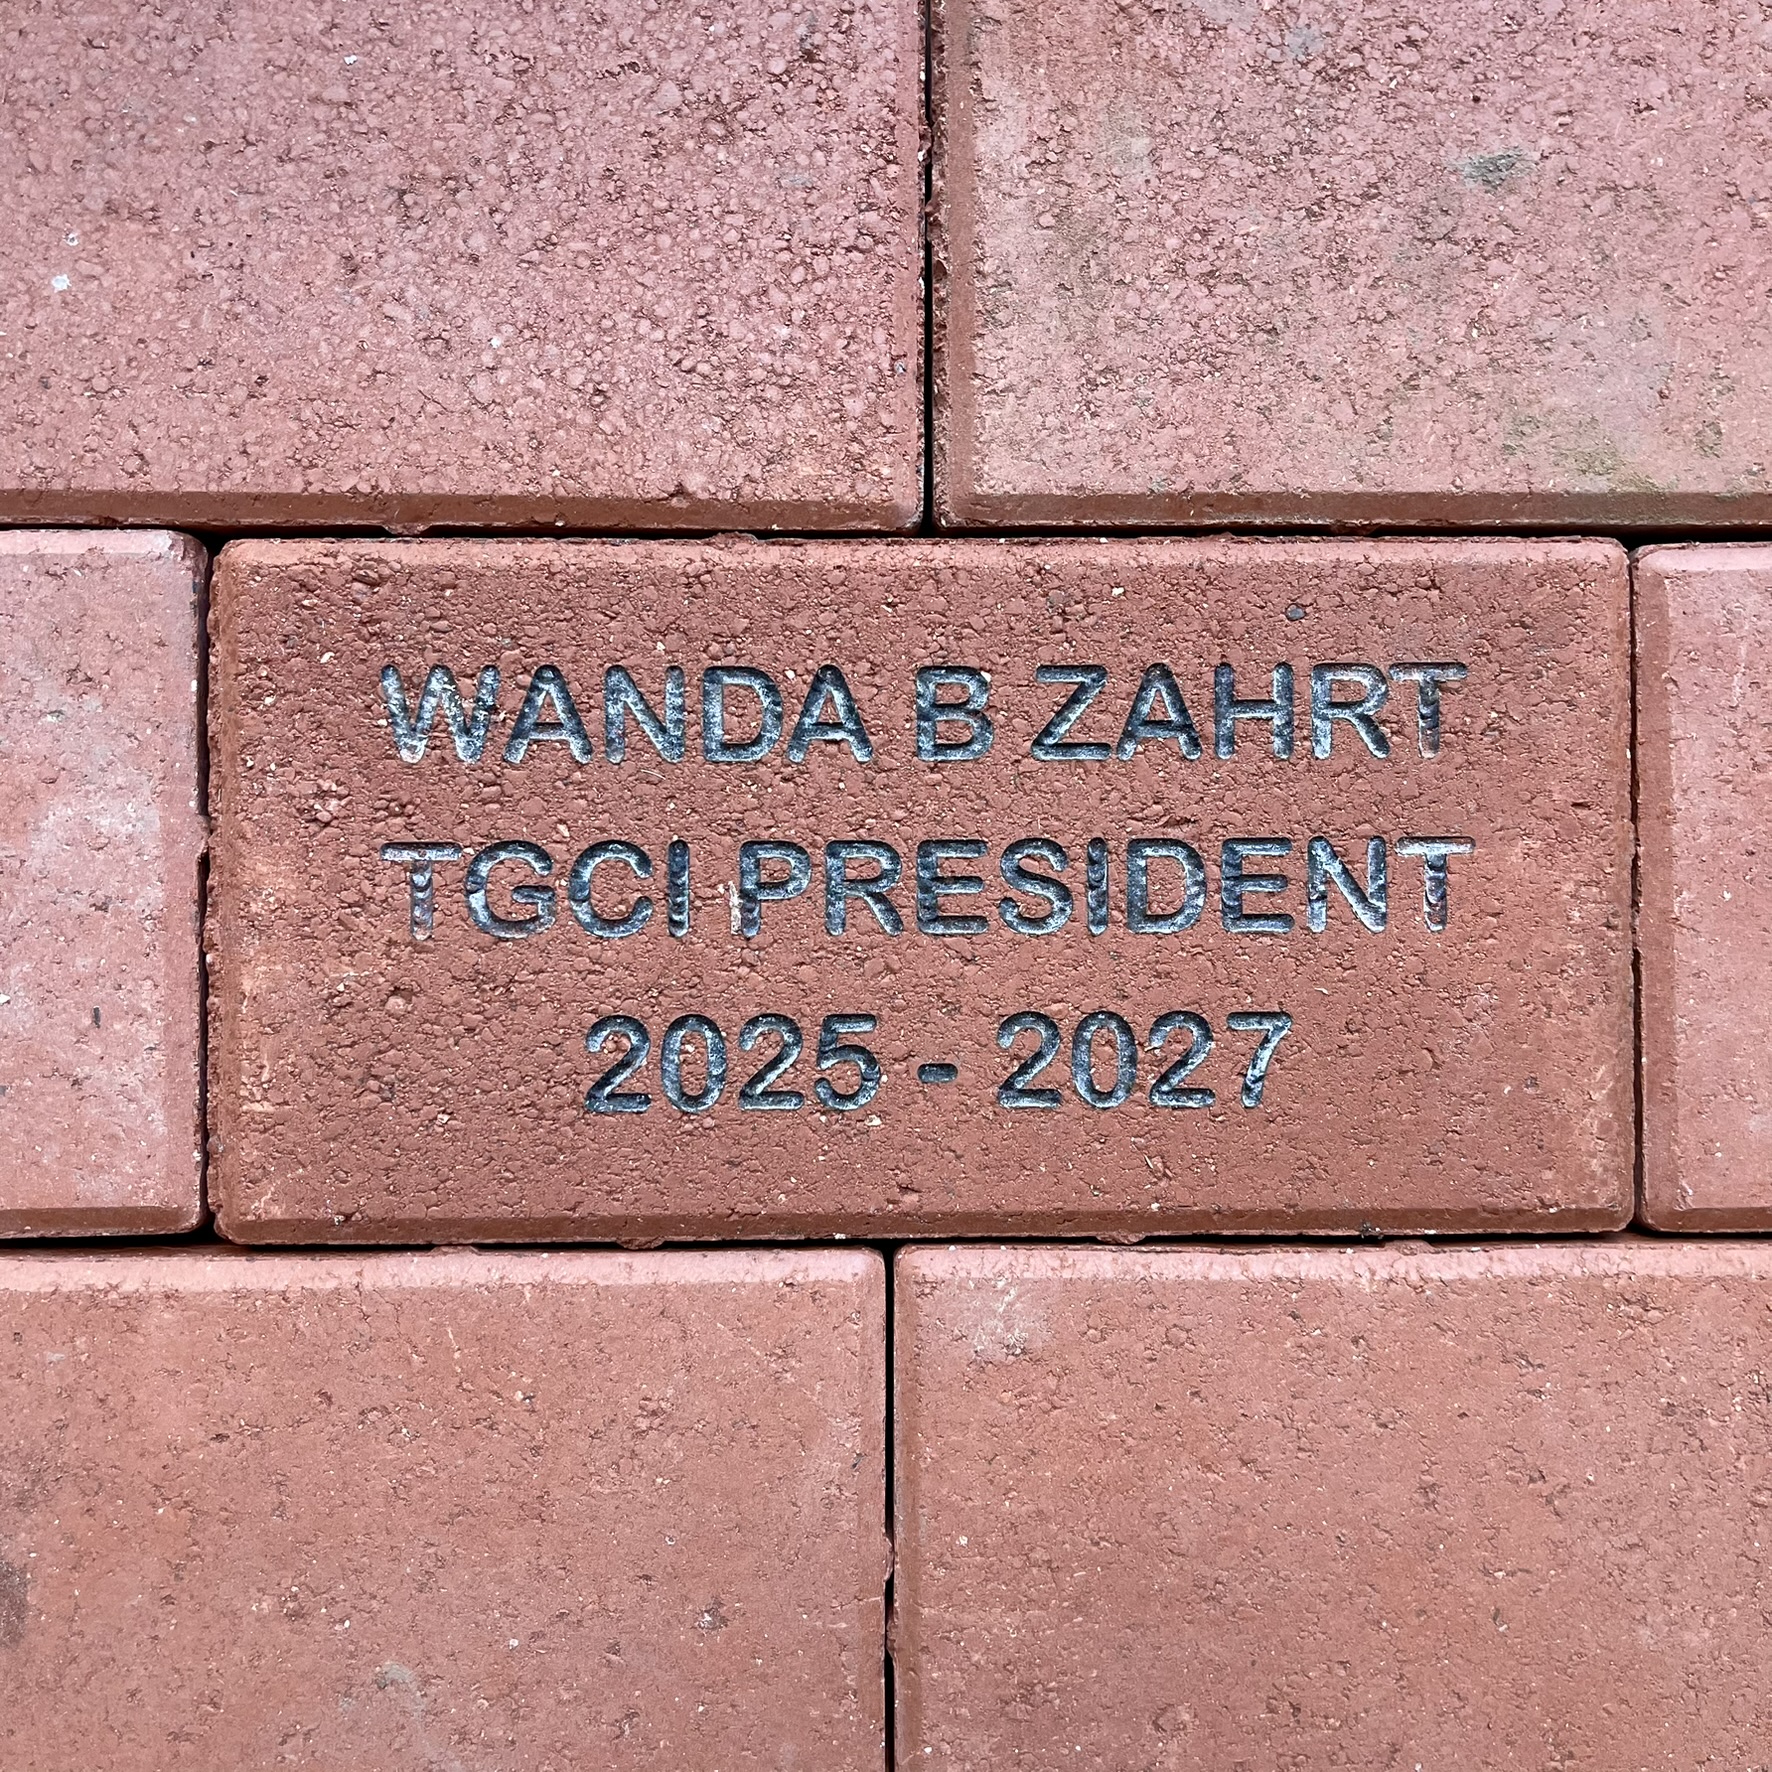 WANDA B ZAHRT
TGCI PRESIDENT
2025 - 2027